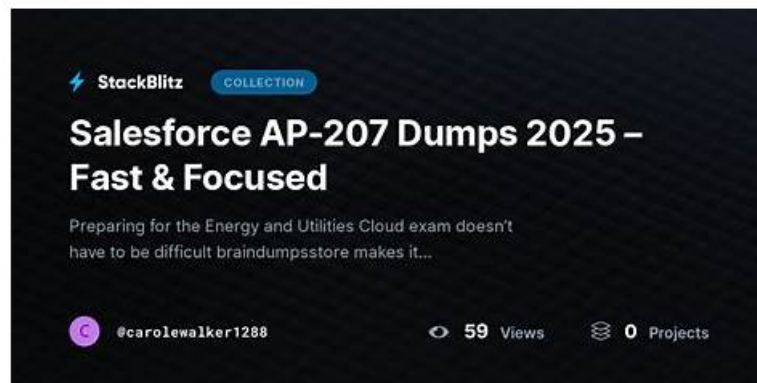 StackBlitz COLLECTION
Salesforce AP-207 Dumps 2025 –
Fast & Focused
Preparing for the Energy and Utilities Cloud exam doesn't
have to be difficult braindumpsstore makes it...
C @carolewalker1288 59 Views 0 Projects